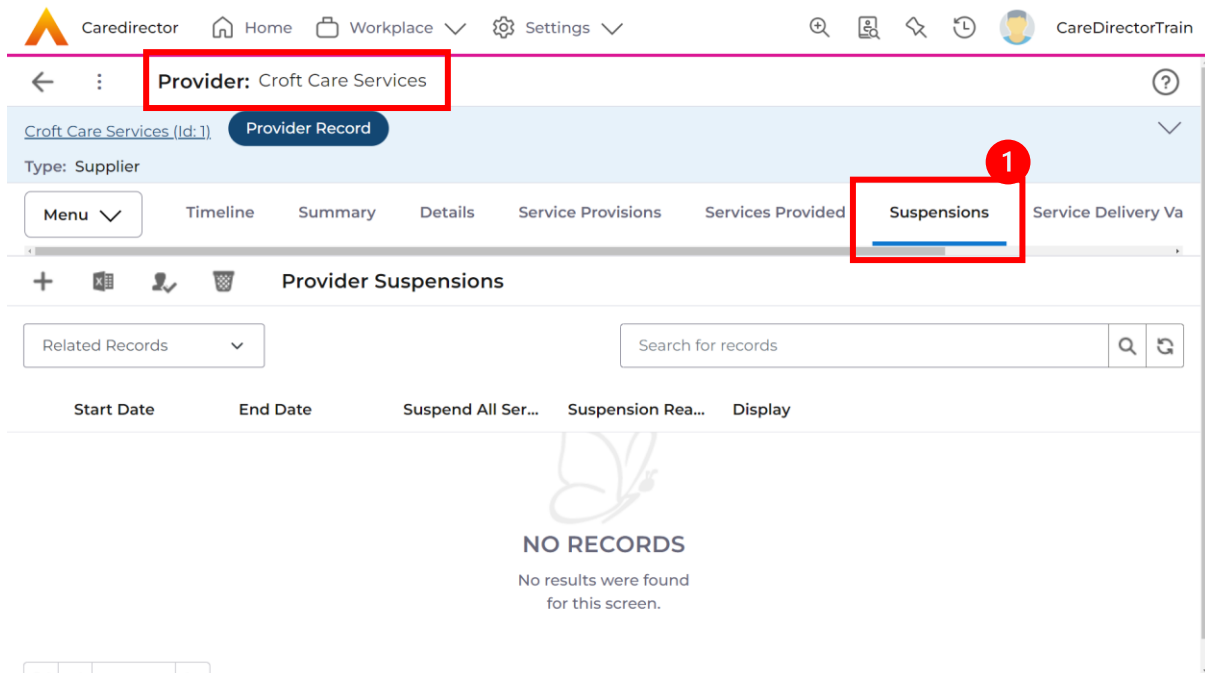 Caredirector Home Workplace Settings CareDirectorTrain
Provider: Croft Care Services
Croft Care Services (Id: 1) Provider Record
Type: Supplier
1
Menu Timeline Summary Details Service Provisions Services Provided Suspensions Service Delivery Va
Provider Suspensions
Related Records Search for records
Start Date End Date Suspend All Ser... Suspension Rea... Display
NO RECORDS
No results were found
for this screen.